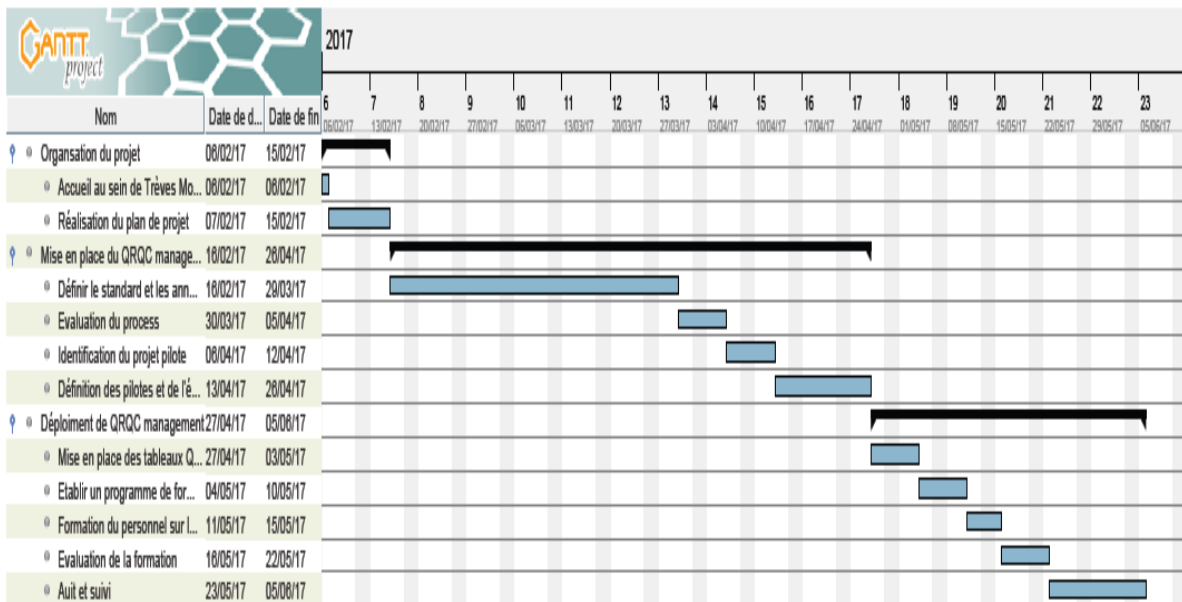 GANTT
project
2017
Nom Date de d... Date de fin
6 7 8 9 10 11 12 13 14 15 16 17 18 19 20 21 22 23
06/02/17 13/02/17 20/02/17 27/02/17 06/03/17 13/03/17 20/03/17 27/03/17 03/04/17 10/04/17 17/04/17 24/04/17 01/05/17 08/05/17 15/05/17 22/05/17 29/05/17 05/06/17
Organsation du projet 06/02/17 15/02/17
Accueil au sein de Trèves Mo... 06/02/17 06/02/17
Réalisation du plan de projet 07/02/17 15/02/17
Mise en place du QRQC manage... 16/02/17 26/04/17
Définir le standard et les ann... 16/02/17 29/03/17
Evaluation du process 30/03/17 05/04/17
Identification du projet pilote 06/04/17 12/04/17
Définition des pilotes et de l'é... 13/04/17 26/04/17
Déploiment de QRQC management 27/04/17 05/06/17
Mise en place des tableaux Q... 27/04/17 03/05/17
Etablir un programme de for... 04/05/17 10/05/17
Formation du personnel sur l... 11/05/17 15/05/17
Evaluation de la formation 16/05/17 22/05/17
Auit et suivi 23/05/17 05/06/17